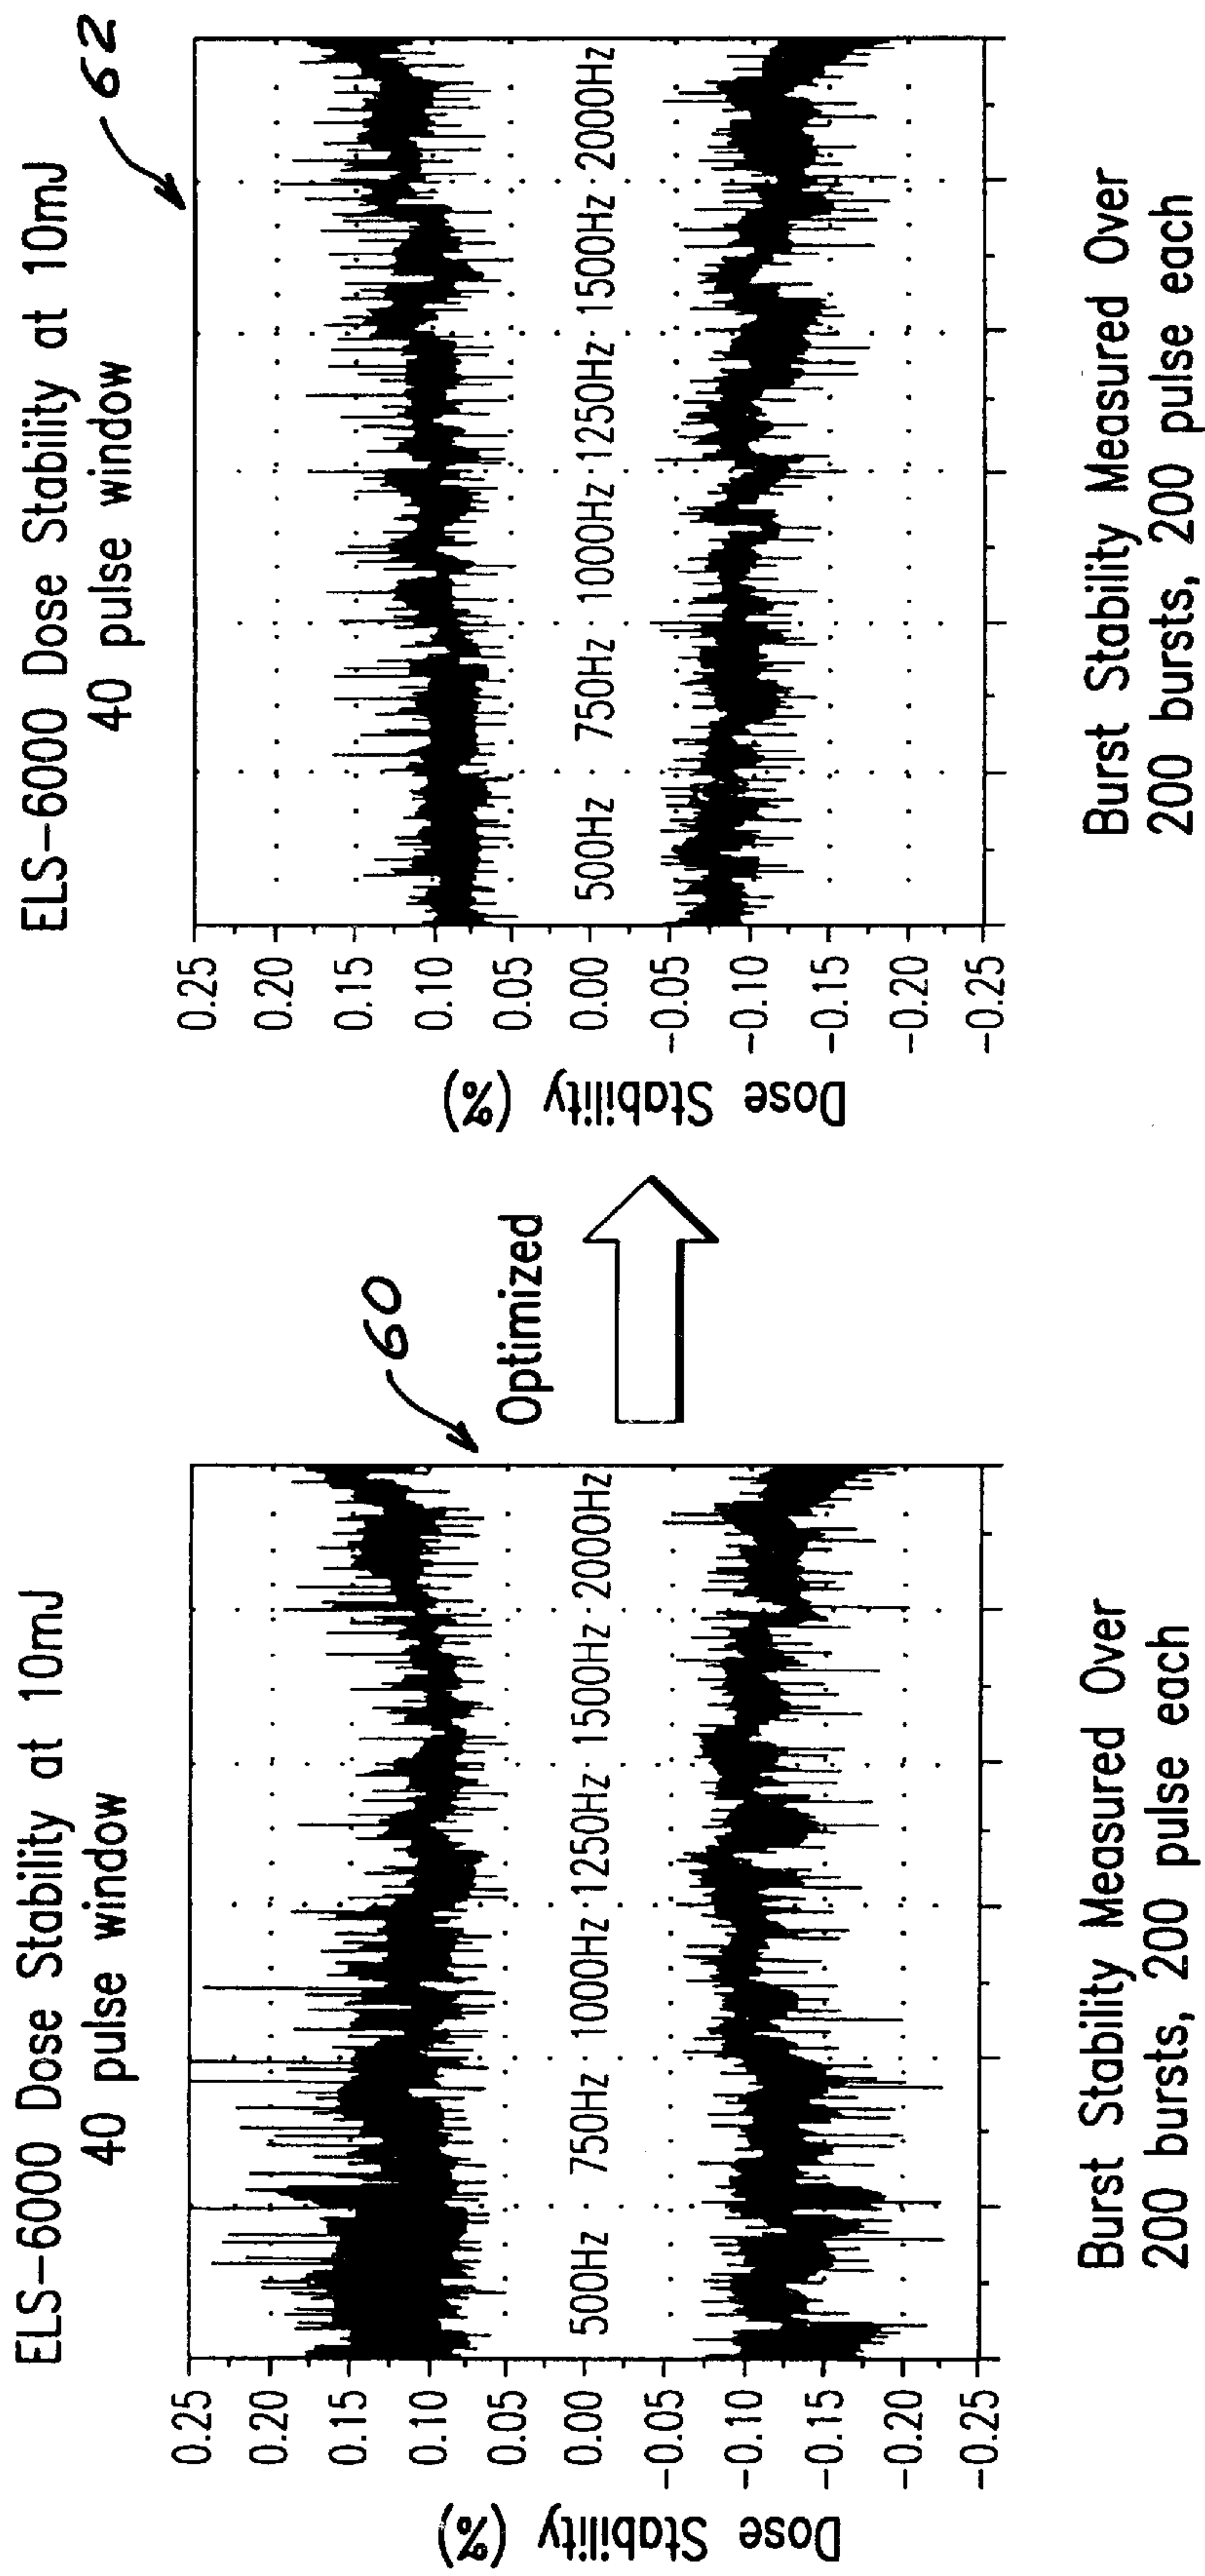 ELS-6000 Dose Stability at 10mJ
40 pulse window
Dose Stability (%)
0.25
0.20
0.15
0.10
0.05
0.00
-0.05
-0.10
-0.15
-0.20
-0.25
500Hz 750Hz 1000Hz 1250Hz 1500Hz 2000Hz
Burst Stability Measured Over
200 bursts, 200 pulse each
60
Optimized
ELS-6000 Dose Stability at 10mJ
40 pulse window
62
Dose Stability (%)
0.25
0.20
0.15
0.10
0.05
0.00
-0.05
-0.10
-0.15
-0.20
-0.25
500Hz 750Hz 1000Hz 1250Hz 1500Hz 2000Hz
Burst Stability Measured Over
200 bursts, 200 pulse each